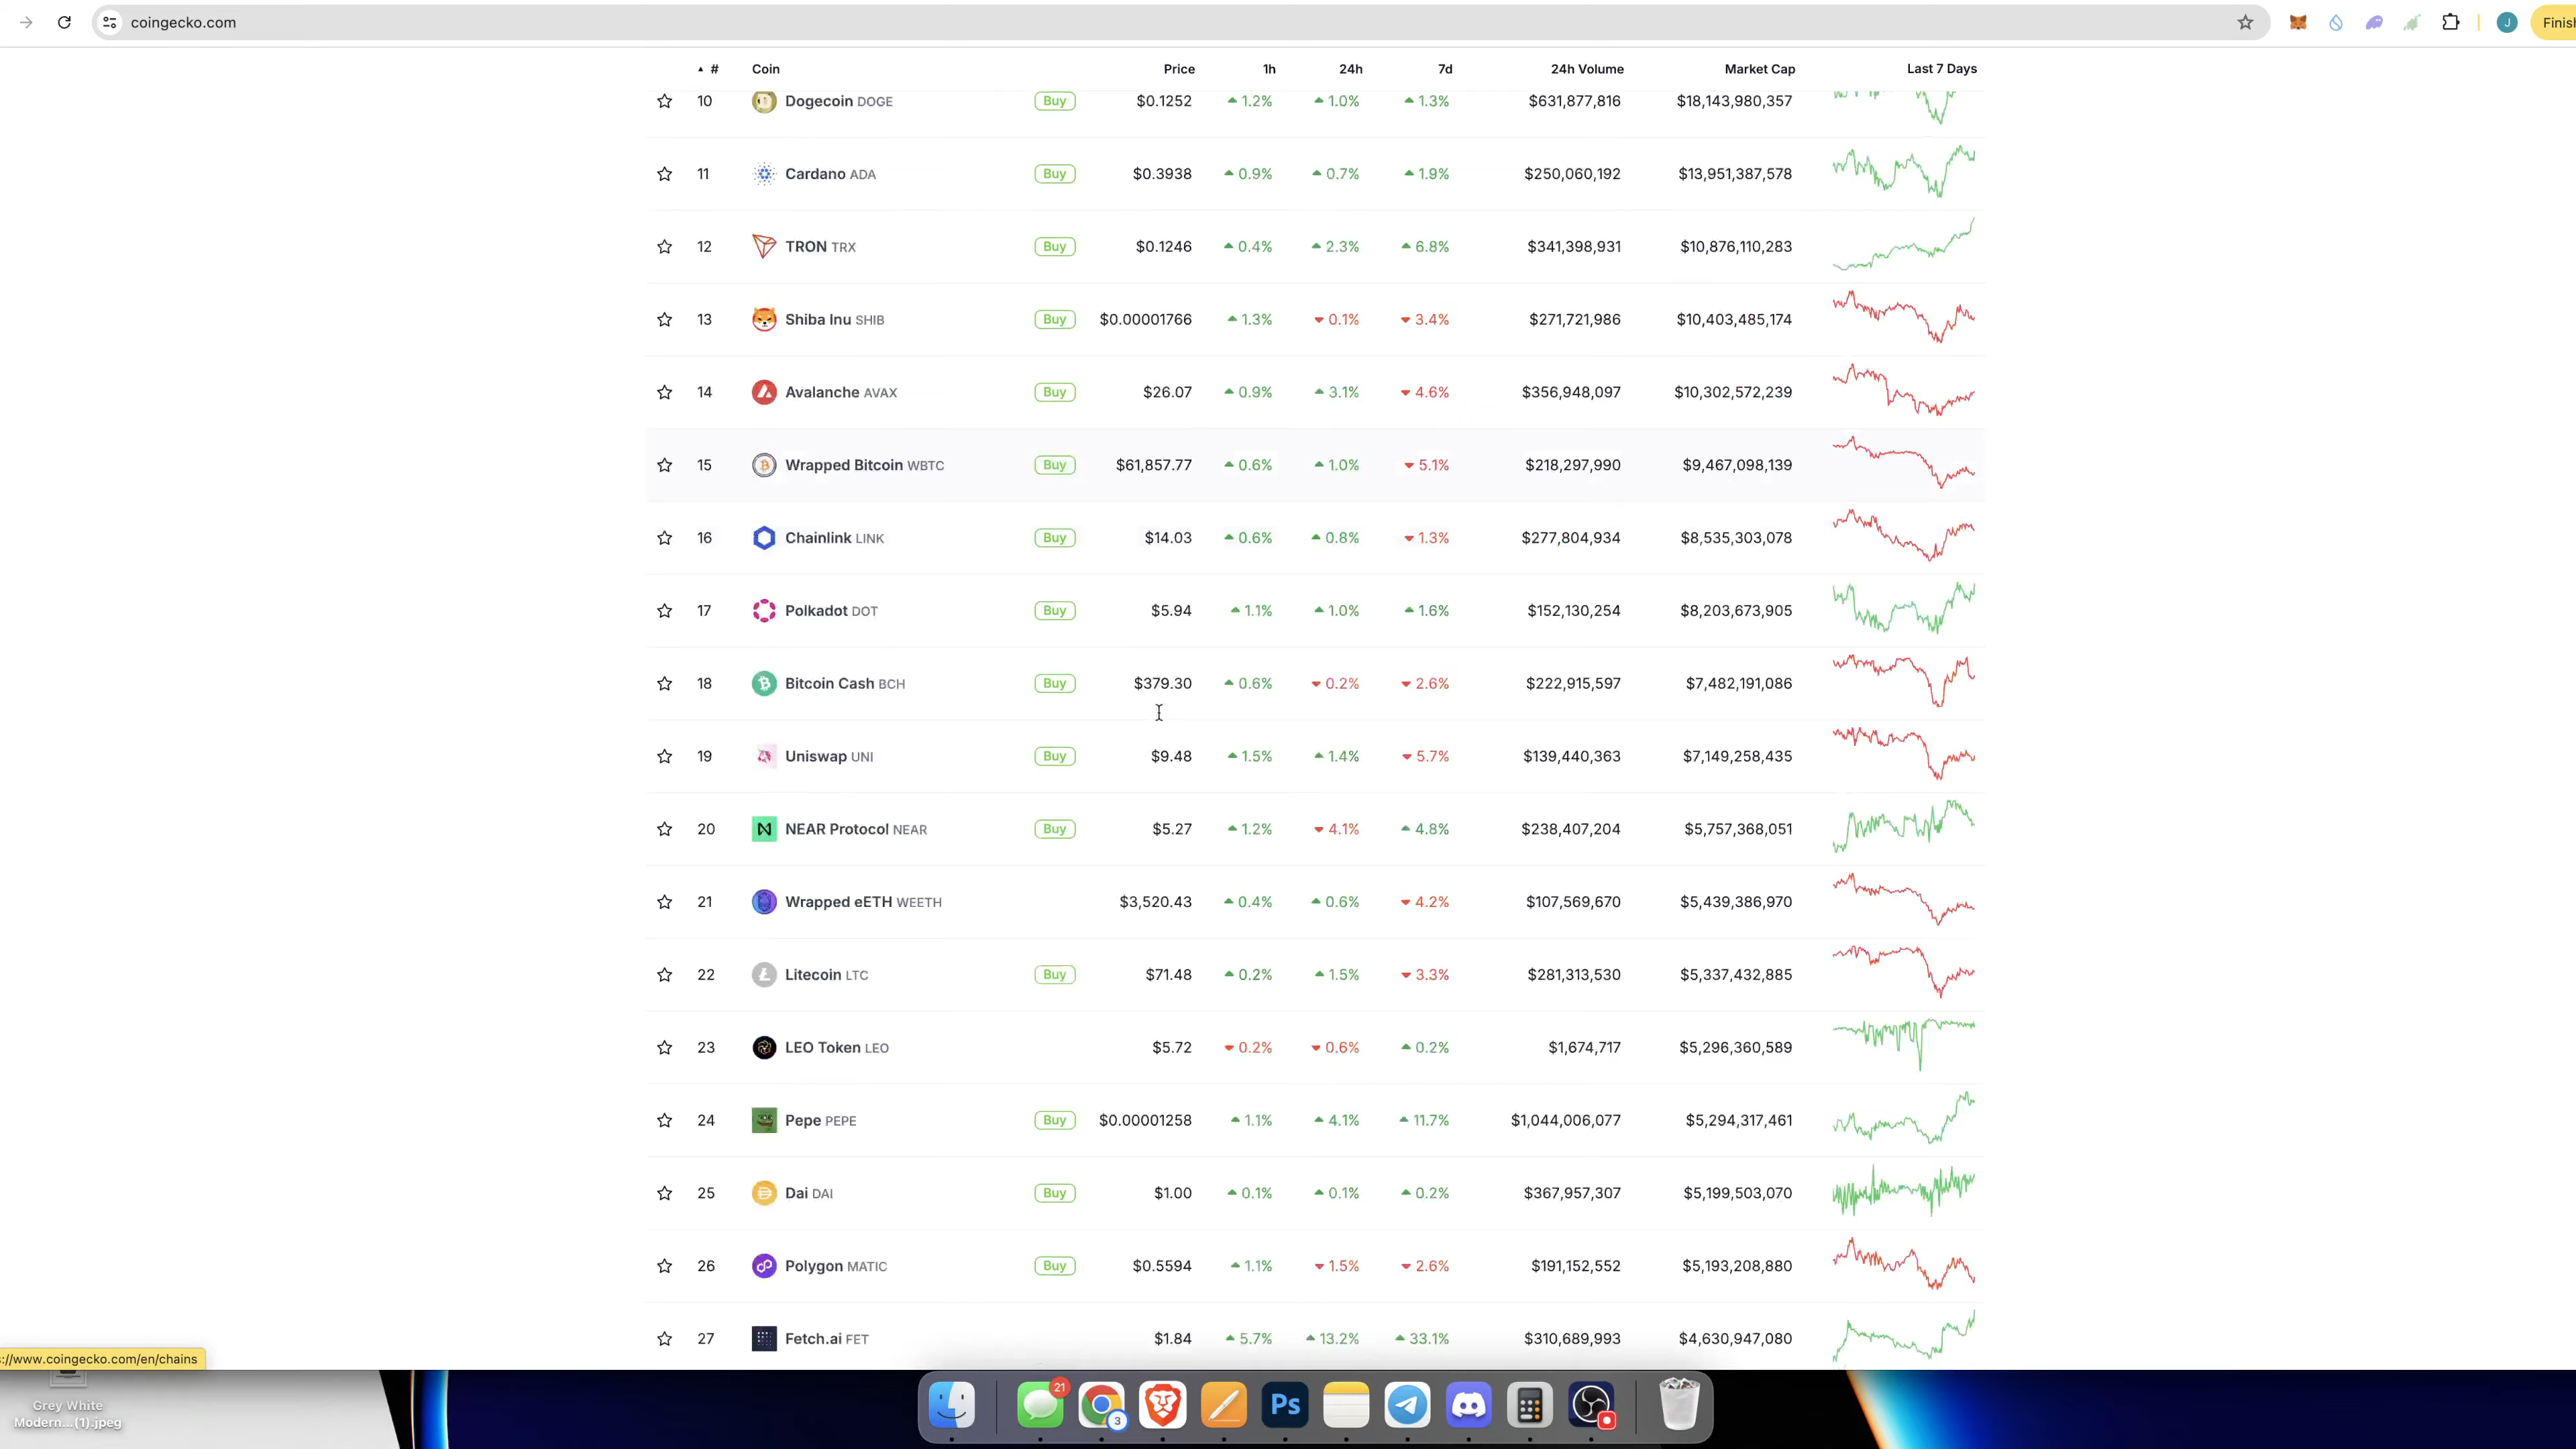 coingecko.com
Finish
# Coin Price 1h 24h 7d 24h Volume Market Cap Last 7 Days
10 Dogecoin DOGE Buy $0.1252 1.2% 1.0% 1.3% $631,877,816 $18,143,980,357
11 Cardano ADA Buy $0.3938 0.9% 0.7% 1.9% $250,060,192 $13,951,387,578
12 TRON TRX Buy $0.1246 0.4% 2.3% 6.8% $341,398,931 $10,876,110,283
13 Shiba Inu SHIB Buy $0.00001766 1.3% 0.1% 3.4% $271,721,986 $10,403,485,174
14 Avalanche AVAX Buy $26.07 0.9% 3.1% 4.6% $356,948,097 $10,302,572,239
15 Wrapped Bitcoin WBTC Buy $61,857.77 0.6% 1.0% 5.1% $218,297,990 $9,467,098,139
16 Chainlink LINK Buy $14.03 0.6% 0.8% 1.3% $277,804,934 $8,535,303,078
17 Polkadot DOT Buy $5.94 1.1% 1.0% 1.6% $152,130,254 $8,203,673,905
18 Bitcoin Cash BCH Buy $379.30 0.6% 0.2% 2.6% $222,915,597 $7,482,191,086
19 Uniswap UNI Buy $9.48 1.5% 1.4% 5.7% $139,440,363 $7,149,258,435
20 NEAR Protocol NEAR Buy $5.27 1.2% 4.1% 4.8% $238,407,204 $5,757,368,051
21 Wrapped eETH WEETH $3,520.43 0.4% 0.6% 4.2% $107,569,670 $5,439,386,970
22 Litecoin LTC Buy $71.48 0.2% 1.5% 3.3% $281,313,530 $5,337,432,885
23 LEO Token LEO $5.72 0.2% 0.6% 0.2% $1,674,717 $5,296,360,589
24 Pepe PEPE Buy $0.00001258 1.1% 4.1% 11.7% $1,044,006,077 $5,294,317,461
25 Dai DAI Buy $1.00 0.1% 0.1% 0.2% $367,957,307 $5,199,503,070
26 Polygon MATIC Buy $0.5594 1.1% 1.5% 2.6% $191,152,552 $5,193,208,880
27 Fetch.ai FET $1.84 5.7% 13.2% 33.1% $310,689,993 $4,630,947,080
://www.coingecko.com/en/chains
Grey White
Modern...(1).jpeg
21
3
Ps
J